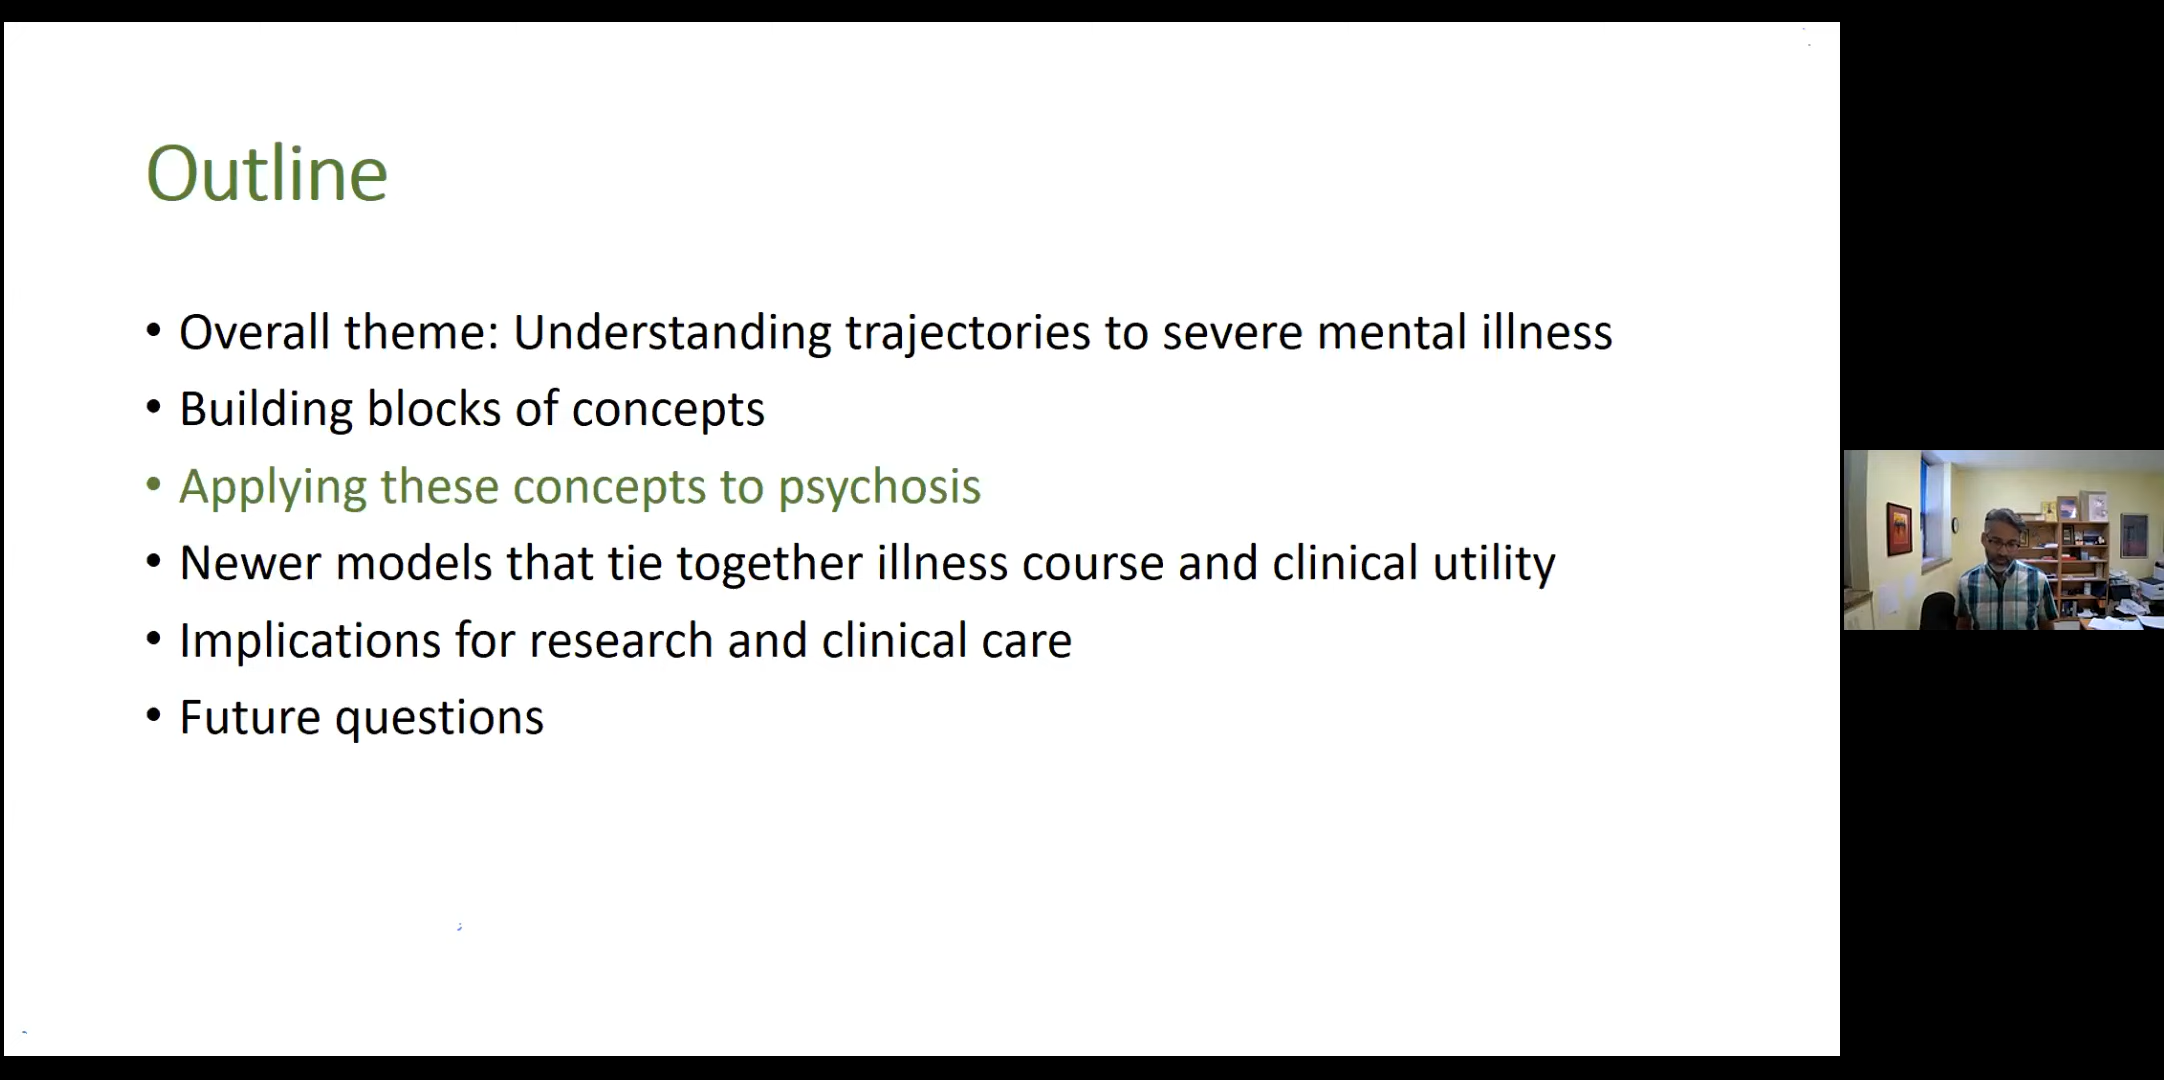 Outline
• Overall theme: Understanding trajectories to severe mental illness
• Building blocks of concepts
• Applying these concepts to psychosis
• Newer models that tie together illness course and clinical utility
• Implications for research and clinical care
• Future questions